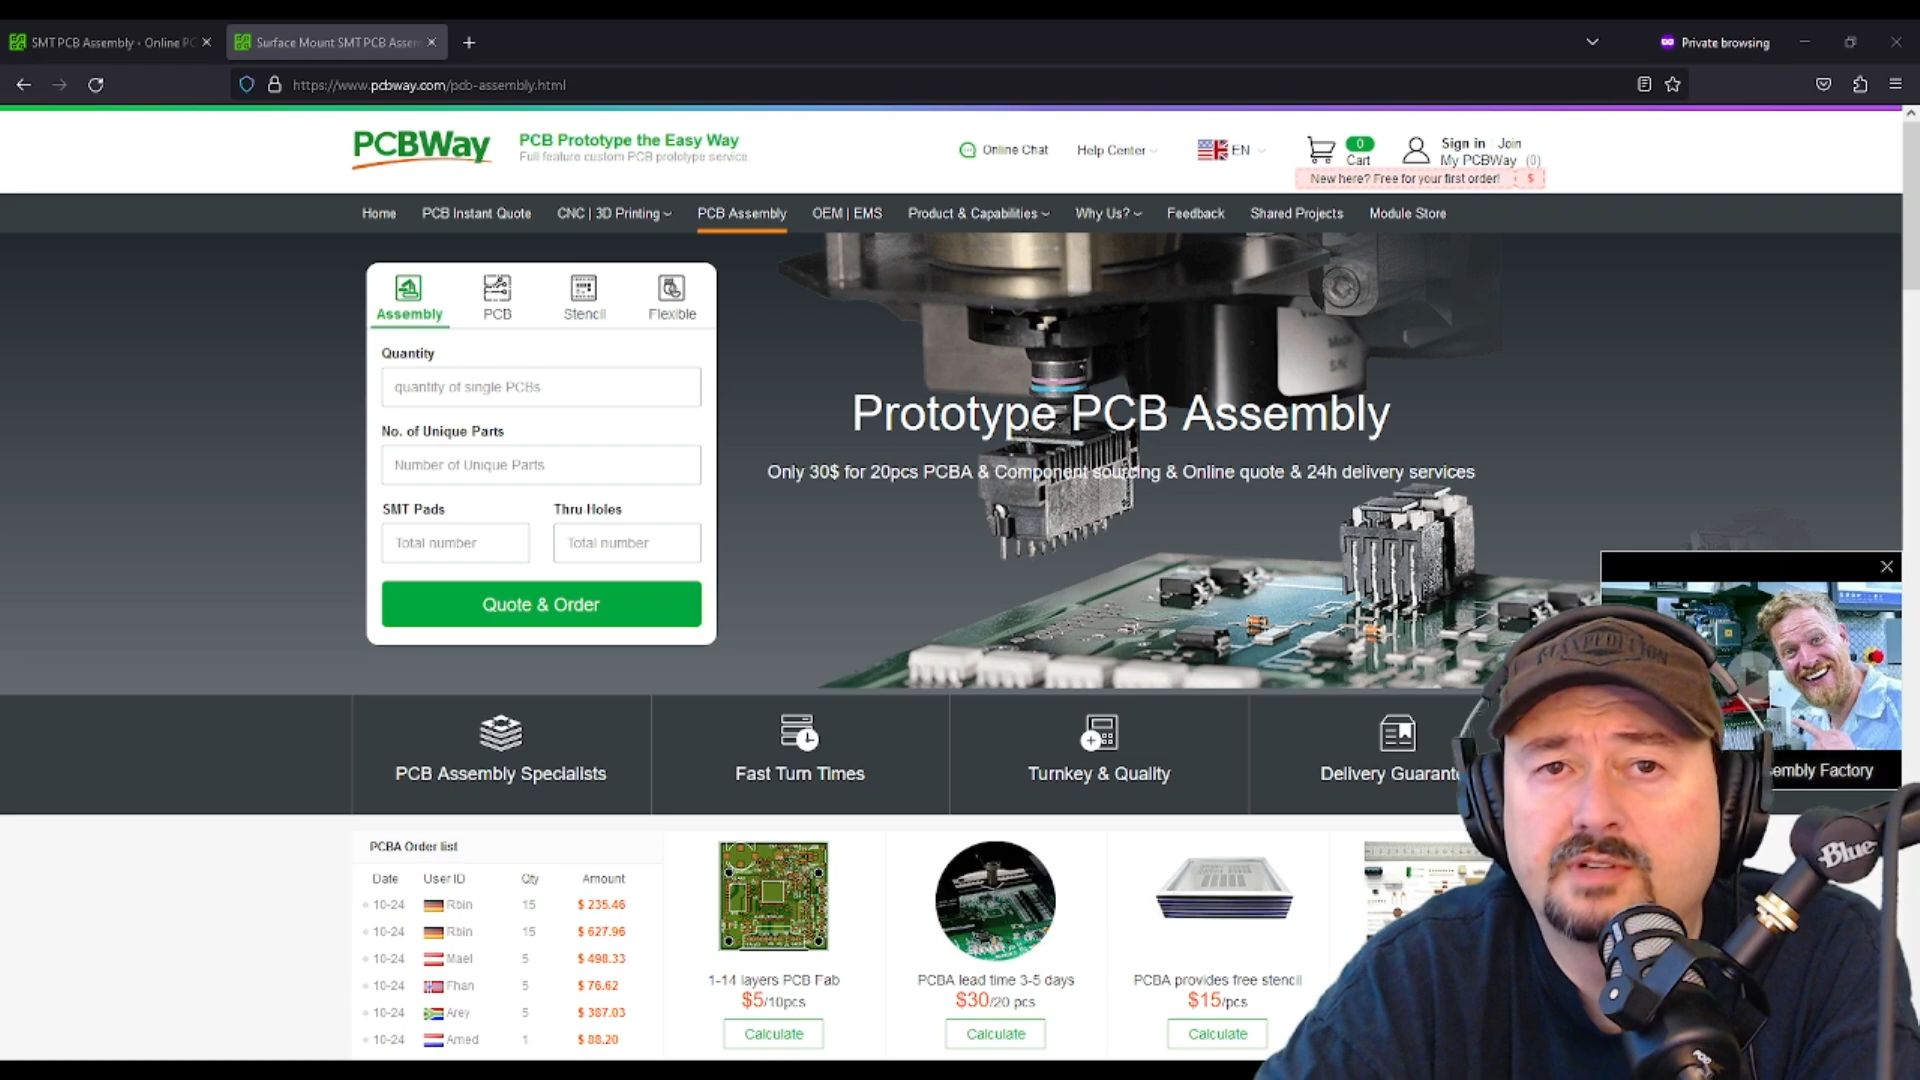 SMT PCB Assembly - Online PC
Surface Mount SMT PCB Assem
Private browsing
https://www.pcbway.com/pcb-assembly.html
PCBWay
PCB Prototype the Easy Way
Full feature custom PCB prototype service.
Online Chat
Help Center
EN
0
Cart
Sign in
Join
My PCBWay (0)
New here? Free for your first order!
$
Home
PCB Instant Quote
CNC | 3D Printing
PCB Assembly
OEM | EMS
Product & Capabilities
Why Us?
Feedback
Shared Projects
Module Store
Assembly
PCB
Stencil
Flexible
Quantity
quantity of single PCBs
No. of Unique Parts
Number of Unique Parts
SMT Pads
Thru-Holes
Total number
Total number
Quote & Order
Prototype PCB Assembly
Only 30$ for 20pcs PCBA & Component sourcing & Online quote & 24h delivery services
PCB Assembly Specialists
Fast Turn Times
Turnkey & Quality
Delivery Guarante
embly Factory
MAXPEDITION
Blue
PCBA Order list
Date User ID Qty Amount
10-24 Rbin 15 $ 235.46
10-24 Rbin 15 $ 627.96
10-24 Mael 5 $ 498.33
10-24 Fhan 5 $ 76.62
10-24 Arey 5 $ 387.03
10-24 Amed 1 $ 88.20
1-14 layers PCB Fab
$5/10pcs
Calculate
PCBA lead time 3-5 days
$30/20 pcs
Calculate
PCBA provides free stencil
$15/pcs
Calculate